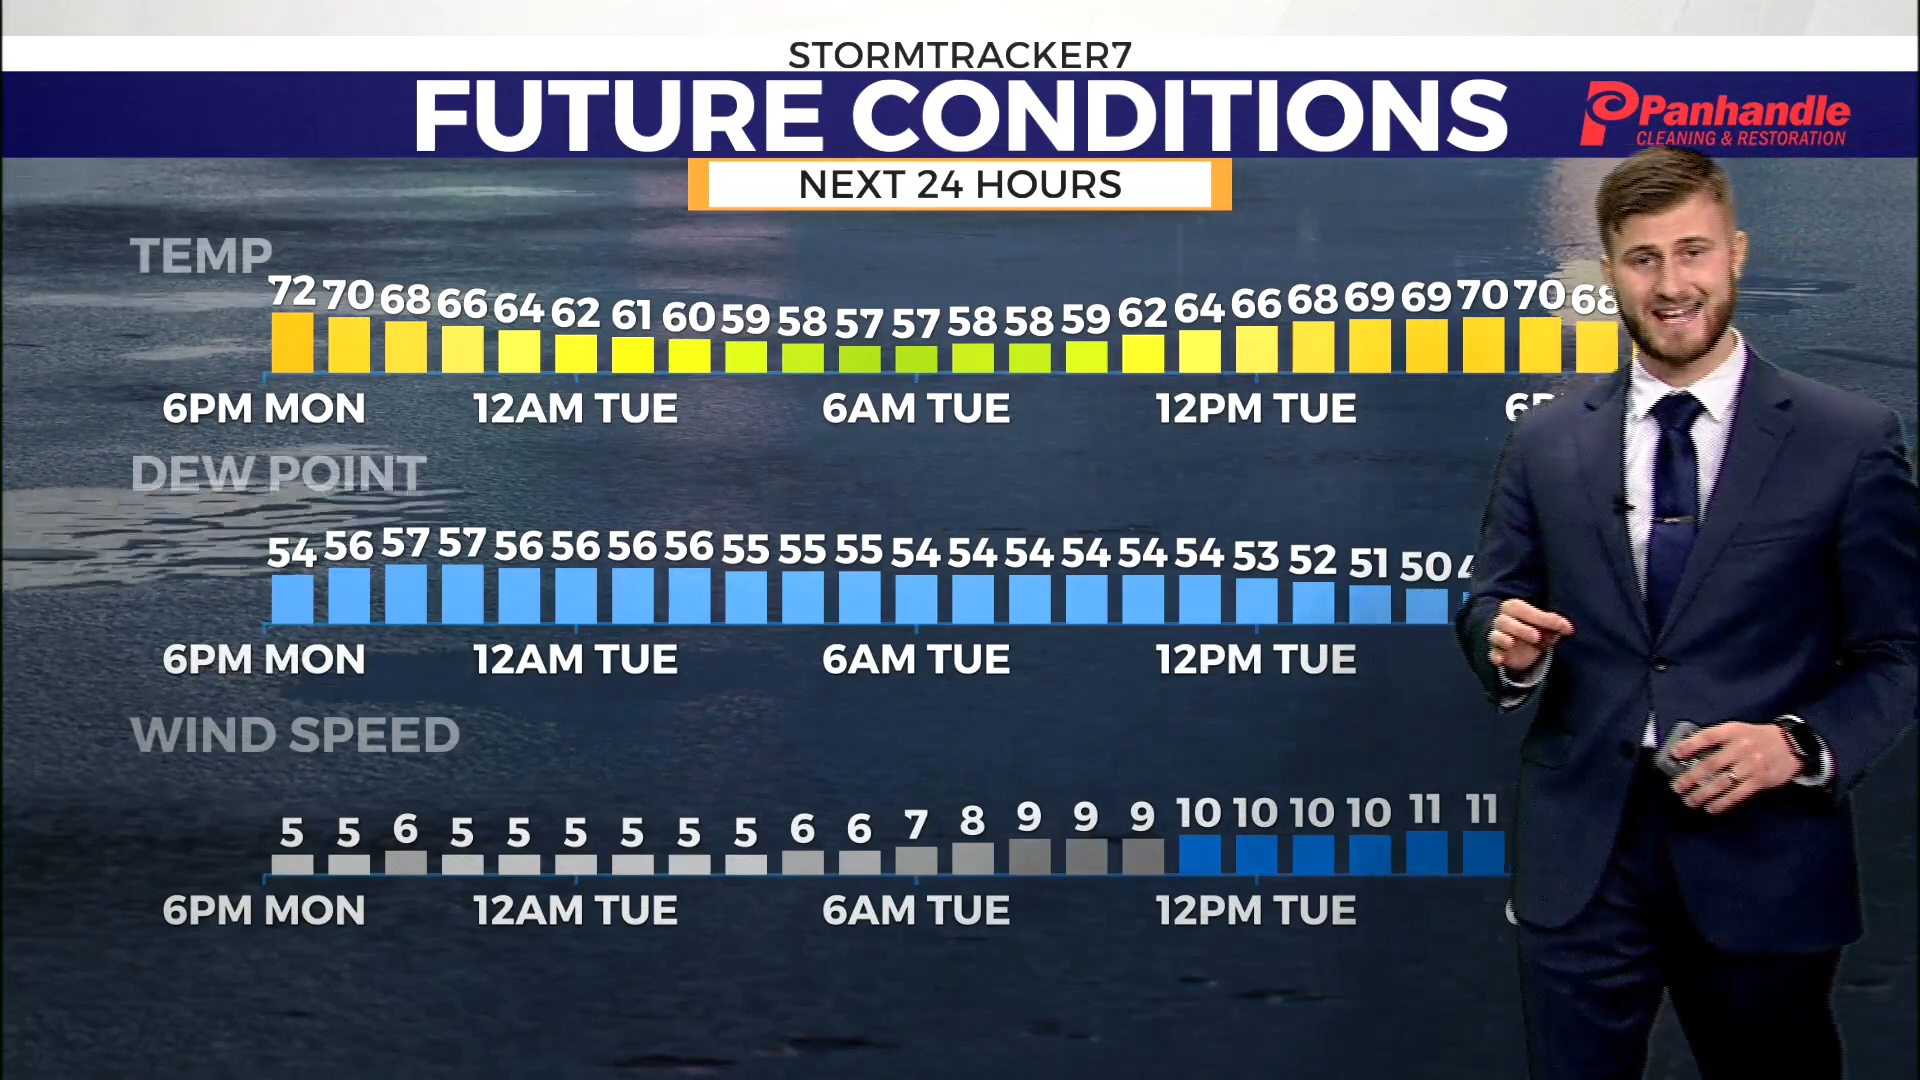 STORMTRACKER7
FUTURE CONDITIONS
Panhandle
CLEANING & RESTORATION
NEXT 24 HOURS
TEMP
72 70 68 66 64 62 61 60 59 58 57 57 58 58 59 62 64 66 68 69 69 70 70 68
6PM MON 12AM TUE 6AM TUE 12PM TUE
DEW POINT
54 56 57 57 56 56 56 56 55 55 55 54 54 54 54 54 54 53 52 51 50
6PM MON 12AM TUE 6AM TUE 12PM TUE
WIND SPEED
5 5 6 5 5 5 5 5 5 6 6 7 8 9 9 9 10 10 10 10 11 11
6PM MON 12AM TUE 6AM TUE 12PM TUE